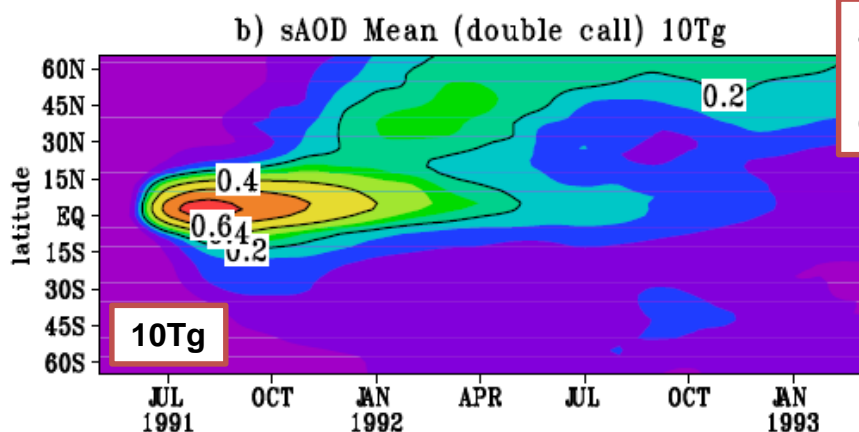 b) sAOD Mean (double call) 10Tg
60N
45N
30N
15N
EQ
15S
30S
45S
60S
latitude
0.2
0.4
0.6
0.2
10Tg
JUL OCT JAN APR JUL OCT JAN
1991 1992 1993